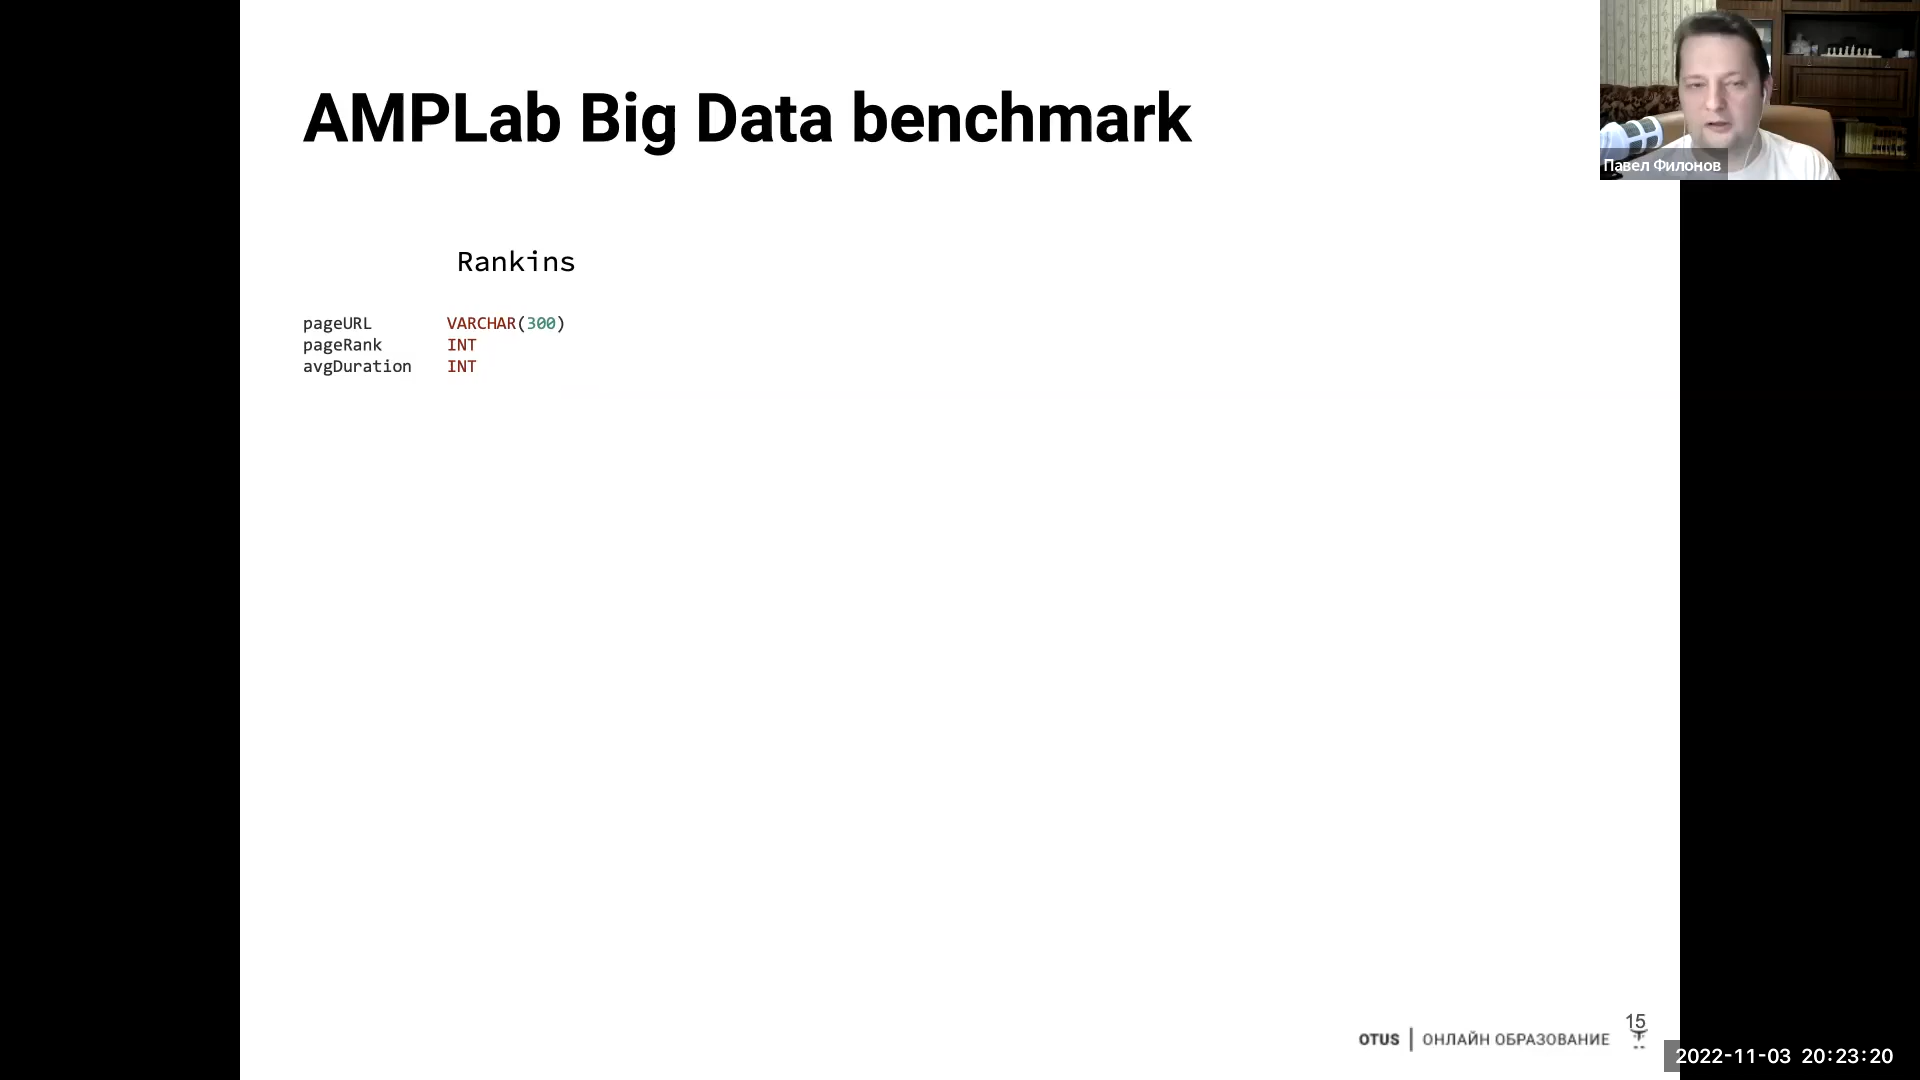 AMPLab Big Data benchmark
Павел Филонов
Rankins
pageURL VARCHAR(300)
pageRank INT
avgDuration INT
OTUS | ОНЛАЙН ОБРАЗОВАНИЕ
15
2022-11-03 20:23:20